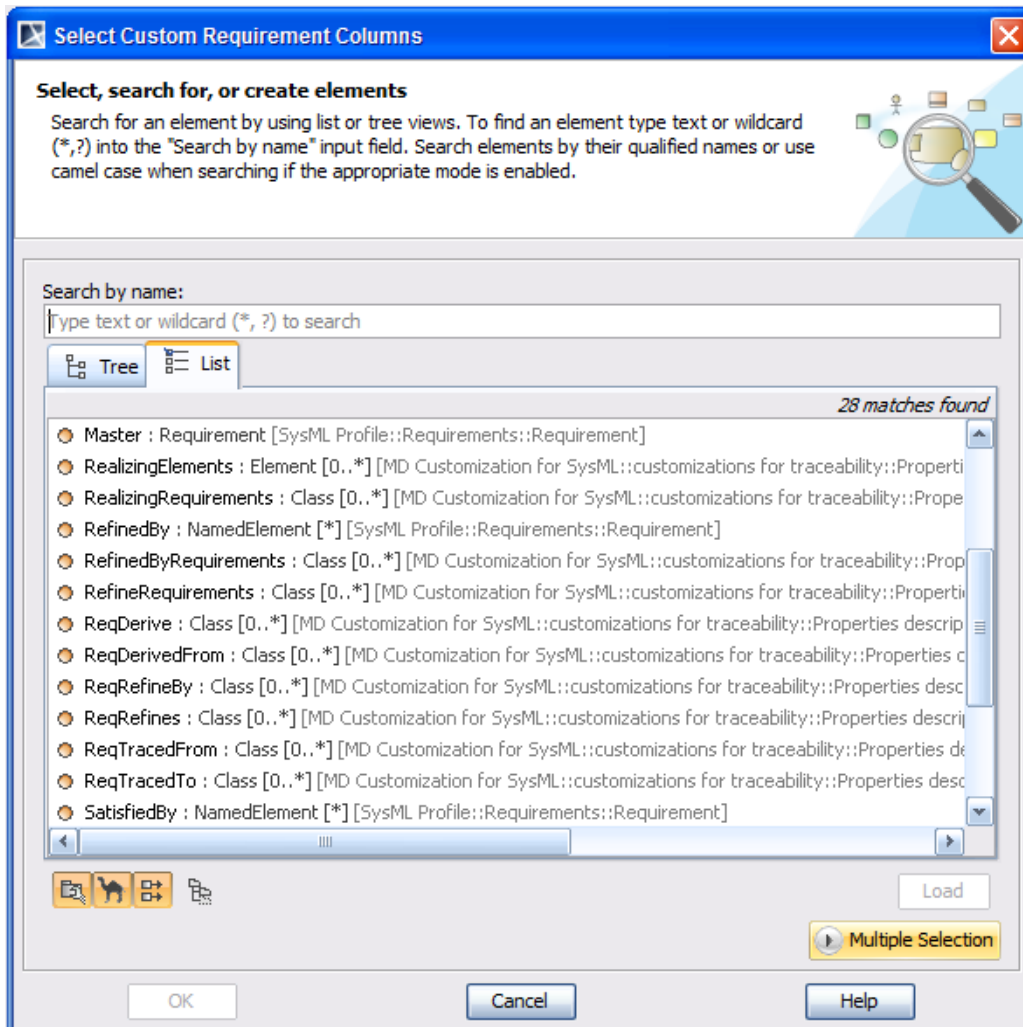 Select Custom Requirement Columns
Select, search for, or create elements
Search for an element by using list or tree views. To find an element type text or wildcard
(*,?) into the "Search by name" input field. Search elements by their qualified names or use
camel case when searching if the appropriate mode is enabled.
Search by name:
Type text or wildcard (*, ?) to search
Tree
List
28 matches found
Master : Requirement [SysML Profile::Requirements::Requirement]
RealizingElements : Element [0..*] [MD Customization for SysML::customizations for traceability::Properti
RealizingRequirements : Class [0..*] [MD Customization for SysML::customizations for traceability::Prope
RefinedBy : NamedElement [*] [SysML Profile::Requirements::Requirement]
RefinedByRequirements : Class [0..*] [MD Customization for SysML::customizations for traceability::Prop
RefineRequirements : Class [0..*] [MD Customization for SysML::customizations for traceability::Properti
ReqDerive : Class [0..*] [MD Customization for SysML::customizations for traceability::Properties descrip
ReqDerivedFrom : Class [0..*] [MD Customization for SysML::customizations for traceability::Properties c
ReqRefineBy : Class [0..*] [MD Customization for SysML::customizations for traceability::Properties desc
ReqRefines : Class [0..*] [MD Customization for SysML::customizations for traceability::Properties descrip
ReqTracedFrom : Class [0..*] [MD Customization for SysML::customizations for traceability::Properties de
ReqTracedTo : Class [0..*] [MD Customization for SysML::customizations for traceability::Properties desc
SatisfiedBy : NamedElement [*] [SysML Profile::Requirements::Requirement]
Load
Multiple Selection
OK
Cancel
Help